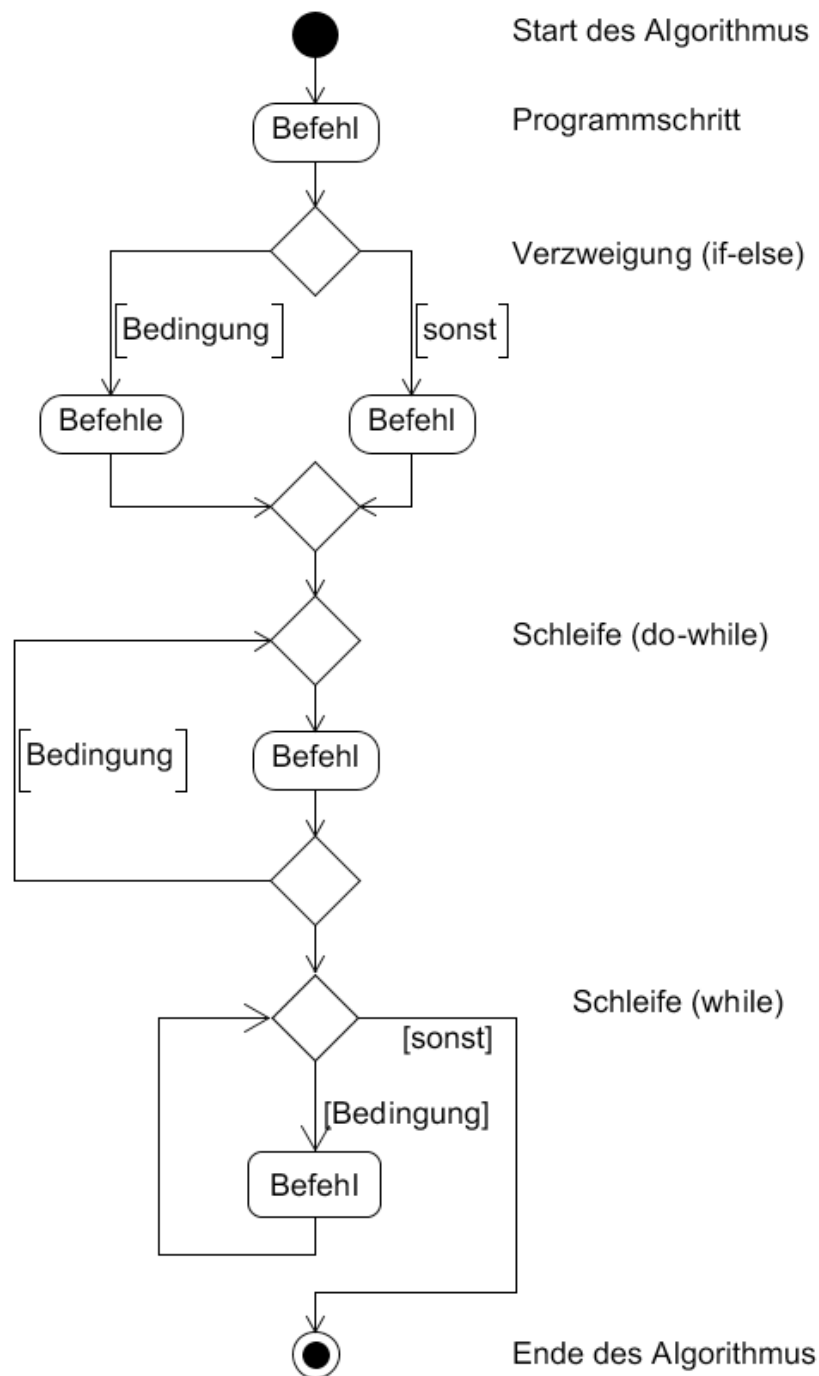 Start des Algorithmus
Befehl
Programmschritt
Verzweigung (if-else)
[Bedingung]
[sonst]
Befehle
Befehl
Schleife (do-while)
[Bedingung]
Befehl
Schleife (while)
[sonst]
[Bedingung]
Befehl
Ende des Algorithmus